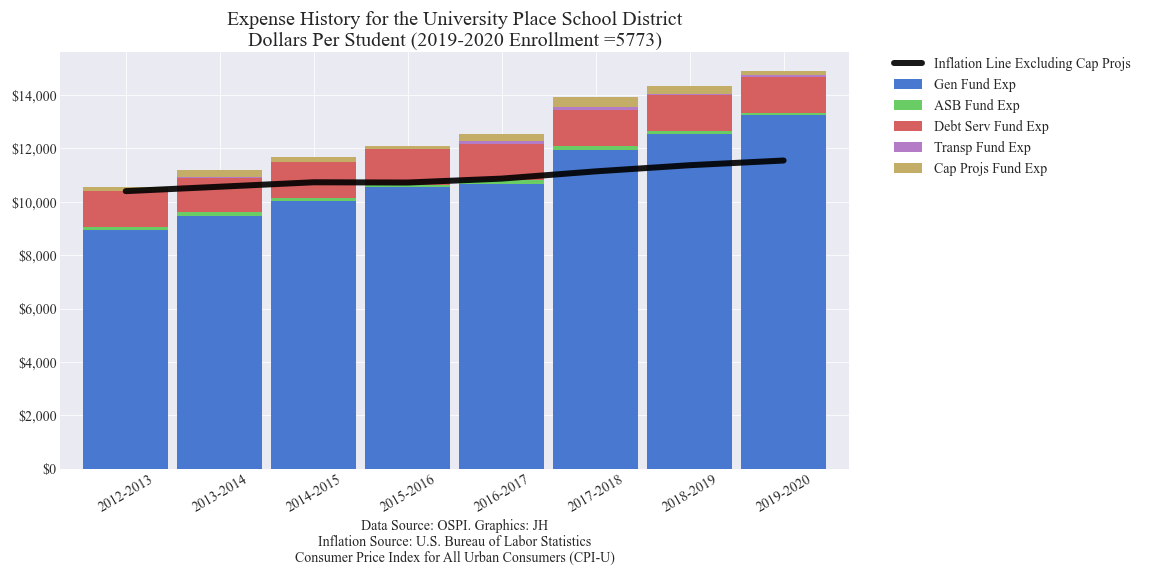 Expense History for the University Place School District
Dollars Per Student (2019-2020 Enrollment =5773)
Inflation Line Excluding Cap Projs
Gen Fund Exp
ASB Fund Exp
Debt Serv Fund Exp
Transp Fund Exp
Cap Projs Fund Exp
$14,000
$12,000
$10,000
$8,000
$6,000
$4,000
$2,000
$0
2012-2013
2013-2014
2014-2015
2015-2016
2016-2017
2017-2018
2018-2019
2019-2020
Data Source: OSPI. Graphics: JH
Inflation Source: U.S. Bureau of Labor Statistics
Consumer Price Index for All Urban Consumers (CPI-U)